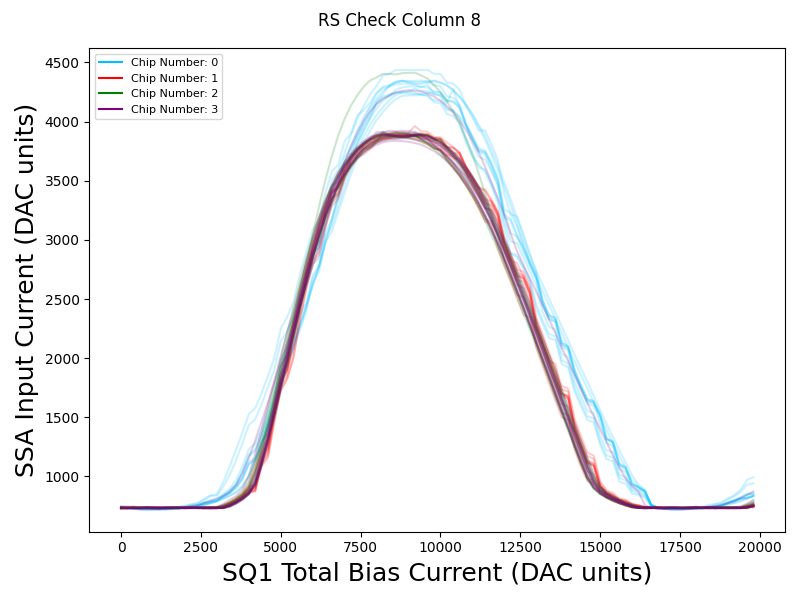 RS Check Column 8
Chip Number: 0
Chip Number: 1
Chip Number: 2
Chip Number: 3
SSA Input Current (DAC units)
4500
4000
3500
3000
2500
2000
1500
1000
0 2500 5000 7500 10000 12500 15000 17500 20000
SQ1 Total Bias Current (DAC units)